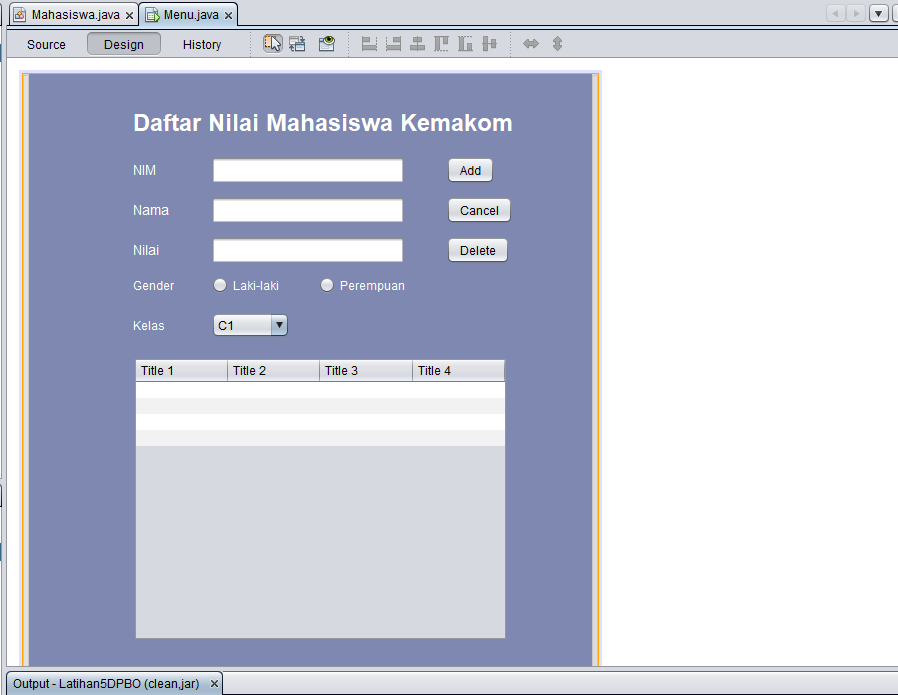 Mahasiswa.java × Menu.java ×
Source Design History
Daftar Nilai Mahasiswa Kemakom
NIM Add
Nama Cancel
Nilai Delete
Gender Laki-laki Perempuan
Kelas C1
Title 1 Title 2 Title 3 Title 4
Output - Latihan5DPBO (clean,jar) ×